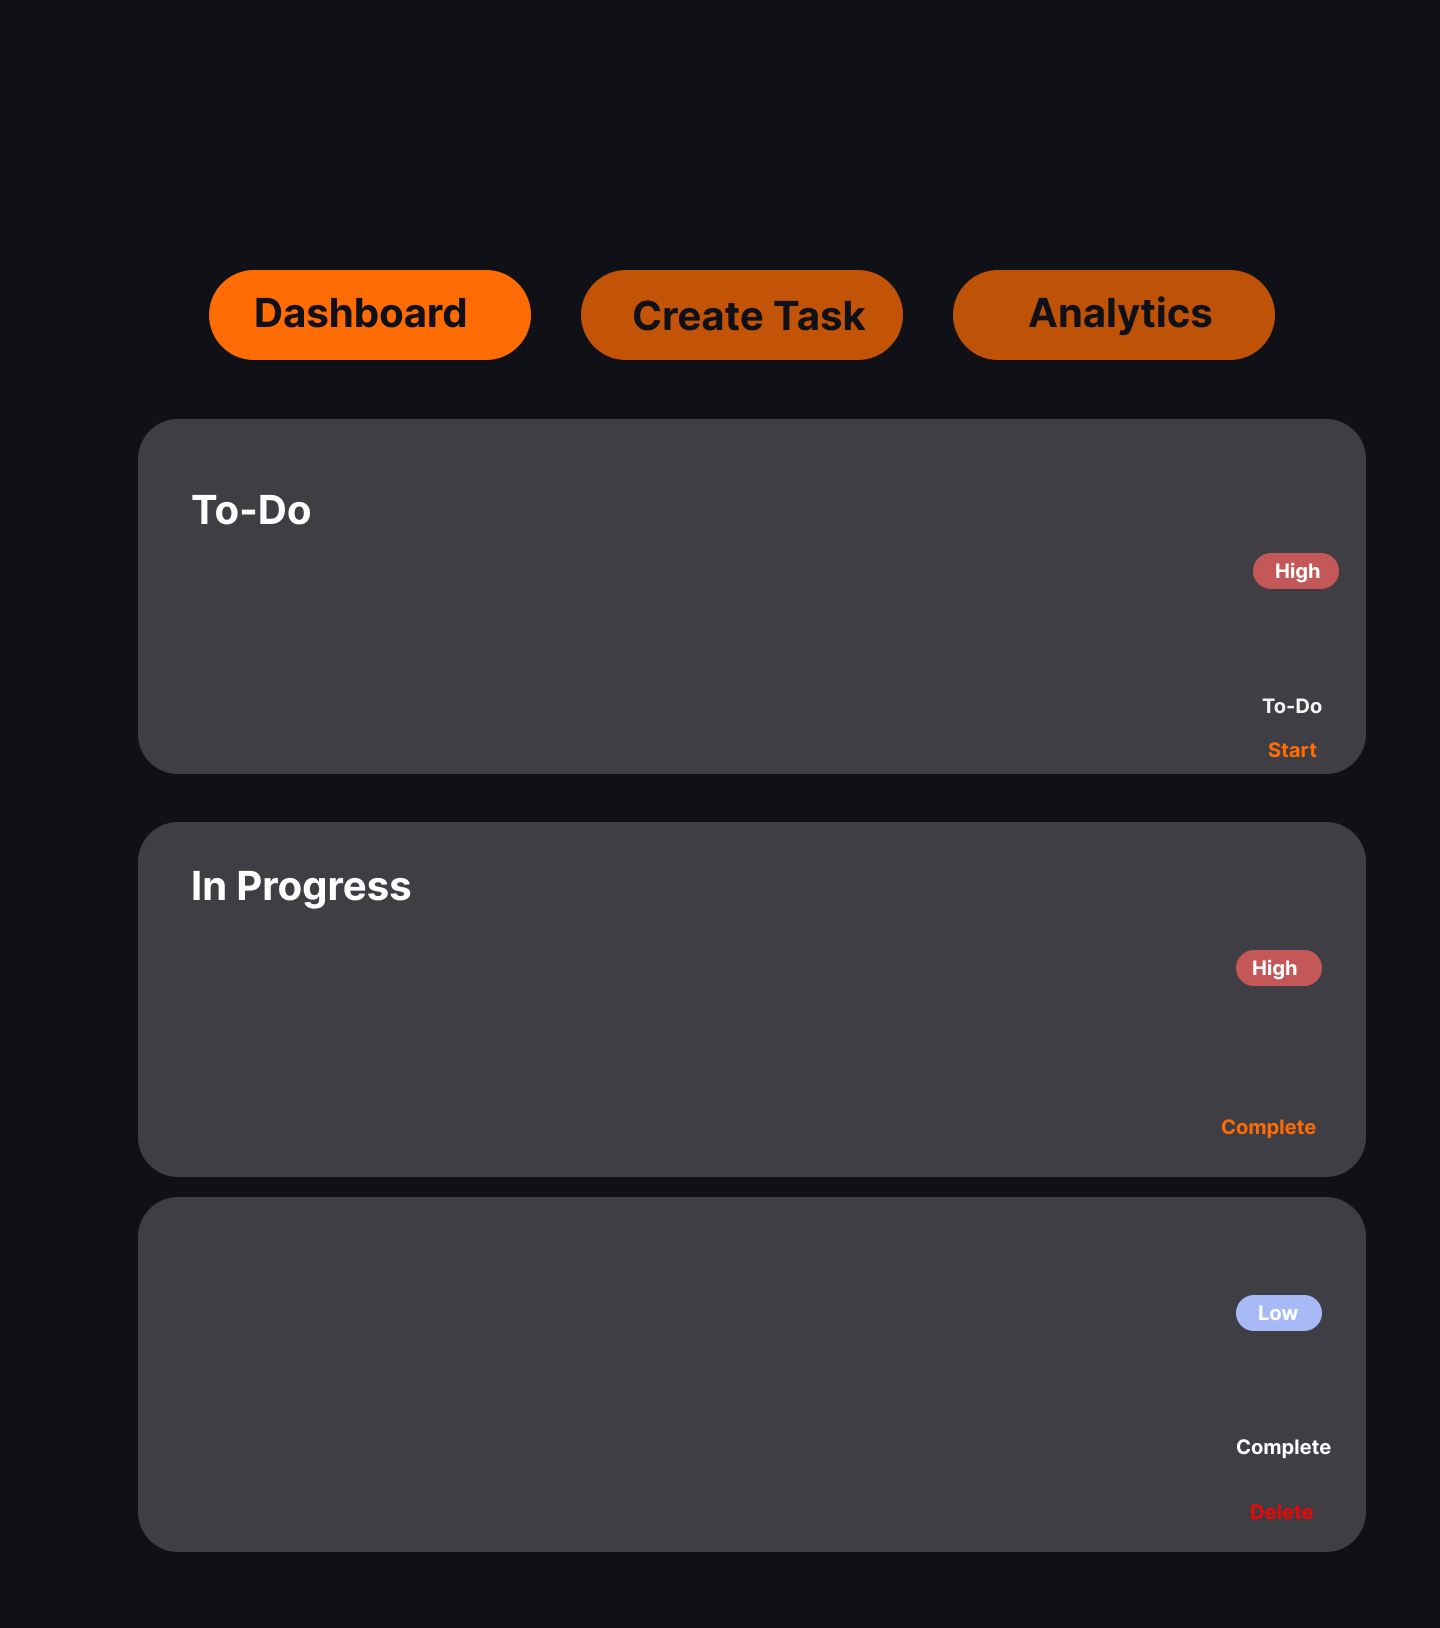 Dashboard
Create Task
Analytics
To-Do
High
To-Do
Start
In Progress
High
Complete
Low
Complete
Delete